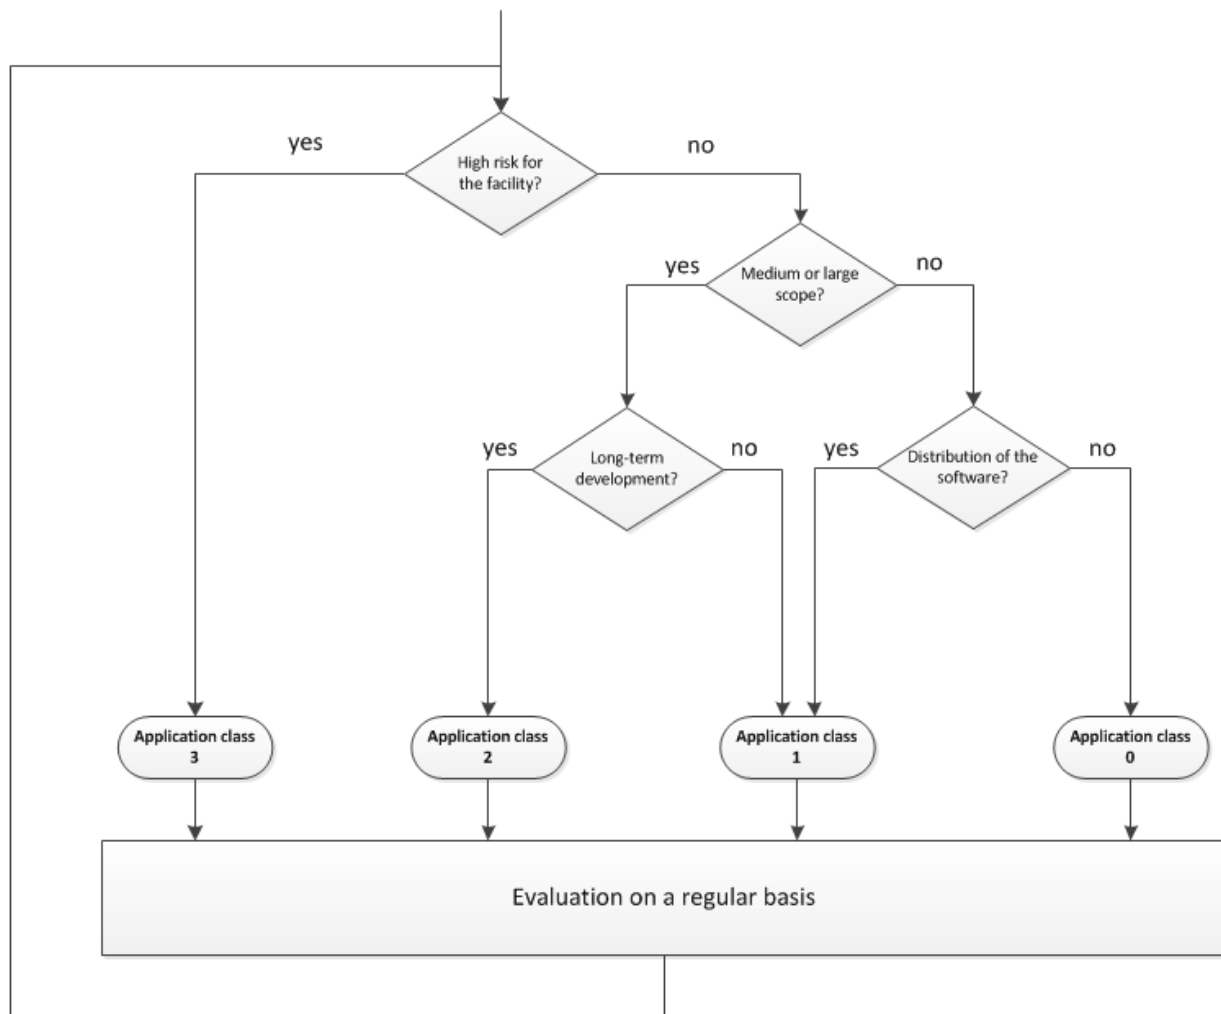 yes
no
High risk for
the facility?
yes
no
Medium or large
scope?
yes
no
Long-term
development?
yes
no
Distribution of the
software?
Application class
3
Application class
2
Application class
1
Application class
0
Evaluation on a regular basis